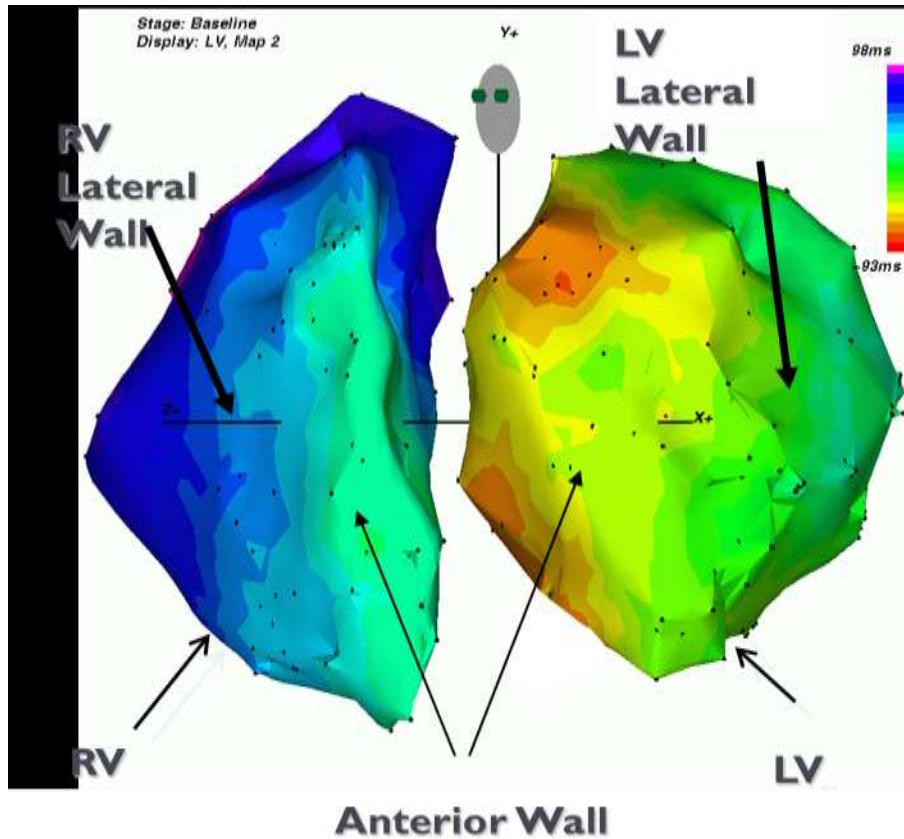 Stage: Baseline
Display: LV, Map 2
Y+
LV
Lateral
Wall
98ms
RV
Lateral
Wall
-93ms
Z+
X+
RV
LV
Anterior Wall